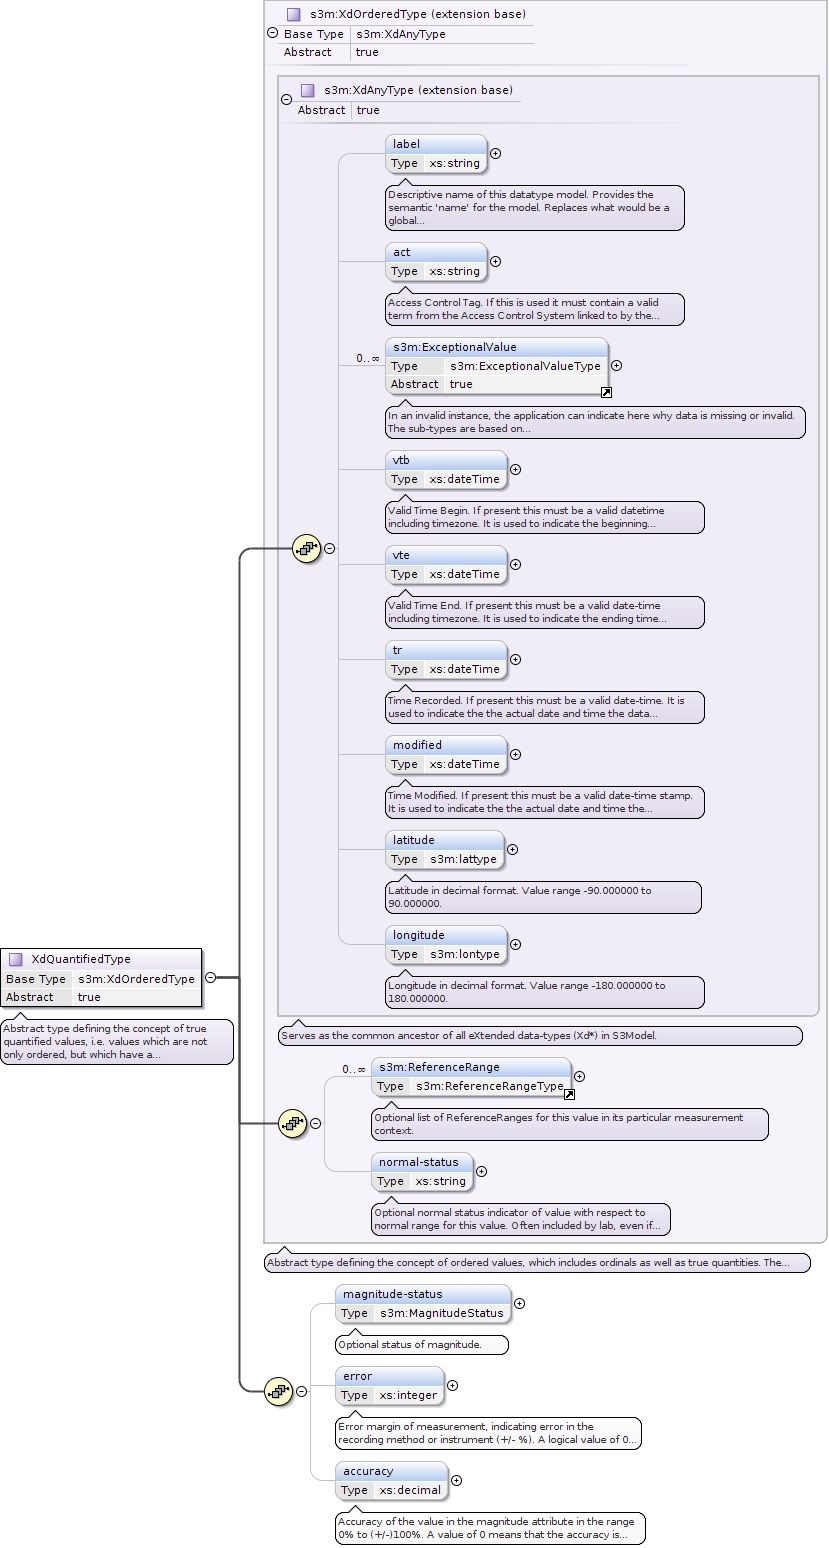 s3m:XdOrderedType (extension base)
Base Type s3m:XdAnyType
Abstract true
s3m:XdAnyType (extension base)
Abstract true
label
Type xs:string
Descriptive name of this datatype model. Provides the
semantic 'name' for the model. Replaces what would be a
global...
act
Type xs:string
Access Control Tag. If this is used it must contain a valid
term from the Access Control System linked to by the...
0..∞
s3m:ExceptionalValue
Type s3m:ExceptionalValueType
Abstract true
In an invalid instance, the application can indicate here why data is missing or invalid.
The sub-types are based on...
vtb
Type xs:dateTime
Valid Time Begin. If present this must be a valid datetime
including timezone. It is used to indicate the beginning...
vte
Type xs:dateTime
Valid Time End. If present this must be a valid date-time
including timezone. It is used to indicate the ending time...
tr
Type xs:dateTime
Time Recorded. If present this must be a valid date-time. It is
used to indicate the the actual date and time the data...
modified
Type xs:dateTime
Time Modified. If present this must be a valid date-time stamp.
It is used to indicate the the actual date and time the...
latitude
Type s3m:lattype
Latitude in decimal format. Value range -90.000000 to
90.000000.
longitude
Type s3m:lontype
Longitude in decimal format. Value range -180.000000 to
180.000000.
XdQuantifiedType
Base Type s3m:XdOrderedType
Abstract true
Abstract type defining the concept of true
quantified values, i.e. values which are not
only ordered, but which have a...
Serves as the common ancestor of all eXtended data-types (Xd*) in S3Model.
0..∞
s3m:ReferenceRange
Type s3m:ReferenceRangeType
Optional list of ReferenceRanges for this value in its particular measurement
context.
normal-status
Type xs:string
Optional normal status indicator of value with respect to
normal range for this value. Often included by lab, even if...
Abstract type defining the concept of ordered values, which includes ordinals as well as true quantities. The...
magnitude-status
Type s3m:MagnitudeStatus
Optional status of magnitude.
error
Type xs:integer
Error margin of measurement, indicating error in the
recording method or instrument (+/- %). A logical value of 0...
accuracy
Type xs:decimal
Accuracy of the value in the magnitude attribute in the range
0% to (+/-)100%. A value of 0 means that the accuracy is...